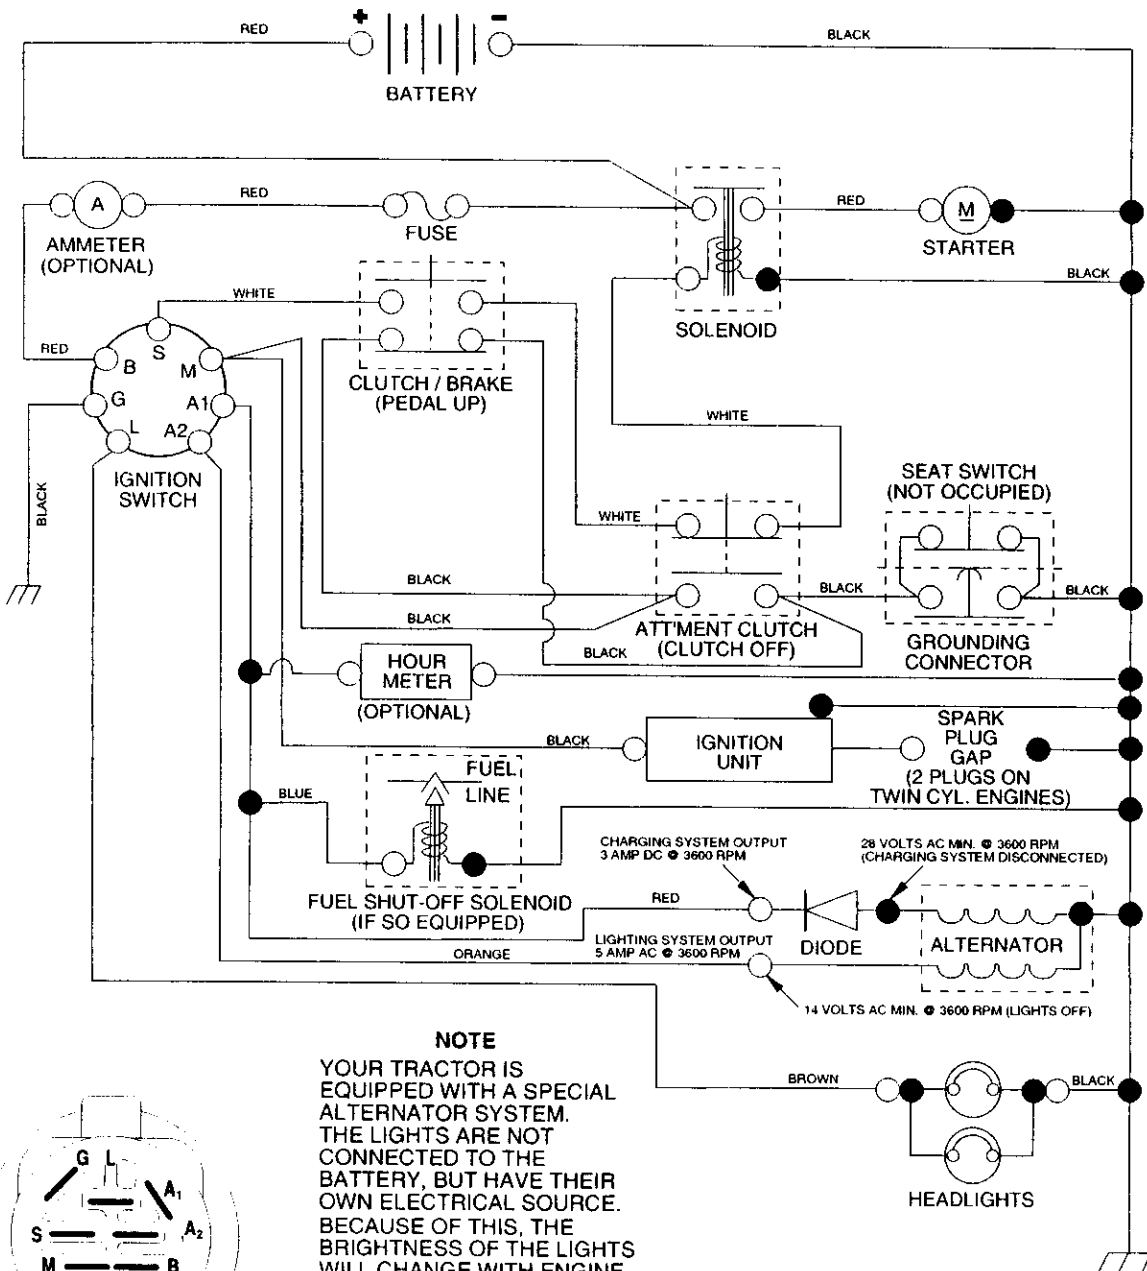 + -
RED
BLACK
BATTERY
RED
RED
A
M
AMMETER
(OPTIONAL)
FUSE
STARTER
BLACK
WHITE
SOLENOID
RED
S
B
M
CLUTCH / BRAKE
(PEDAL UP)
G
A1
L
A2
WHITE
IGNITION
SWITCH
BLACK
SEAT SWITCH
(NOT OCCUPIED)
WHITE
BLACK
BLACK
BLACK
BLACK
ATT'MENT CLUTCH
(CLUTCH OFF)
GROUNDING
CONNECTOR
BLACK
HOUR
METER
(OPTIONAL)
BLACK
IGNITION
UNIT
SPARK
PLUG
GAP
(2 PLUGS ON
TWIN CYL. ENGINES)
FUEL
LINE
BLUE
CHARGING SYSTEM OUTPUT
3 AMP DC @ 3600 RPM
28 VOLTS AC MIN. @ 3600 RPM
(CHARGING SYSTEM DISCONNECTED)
FUEL SHUT-OFF SOLENOID
(IF SO EQUIPPED)
RED
DIODE
ALTERNATOR
LIGHTING SYSTEM OUTPUT
5 AMP AC @ 3600 RPM
ORANGE
14 VOLTS AC MIN. @ 3600 RPM (LIGHTS OFF)
NOTE
YOUR TRACTOR IS
EQUIPPED WITH A SPECIAL
ALTERNATOR SYSTEM.
THE LIGHTS ARE NOT
CONNECTED TO THE
BATTERY, BUT HAVE THEIR
OWN ELECTRICAL SOURCE.
BECAUSE OF THIS, THE
BRIGHTNESS OF THE LIGHTS
WILL CHANGE WITH ENGINE
BROWN
BLACK
HEADLIGHTS
G L
A1
A2
S
M
B